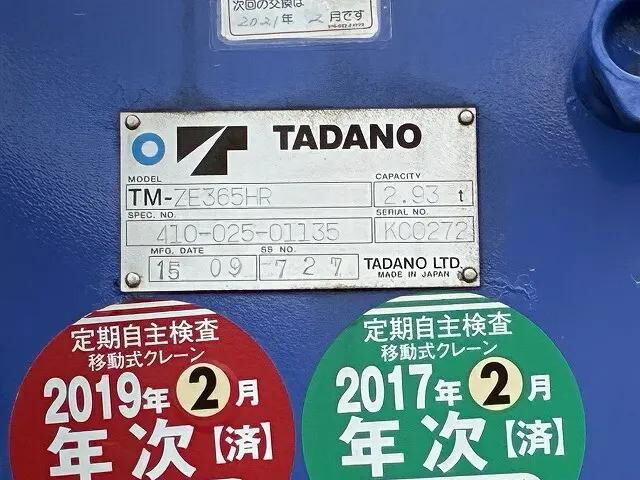 次回の交換は
2021年 2月です
TADANO
MODEL
CAPACITY
TM-ZE365HR
2.93 t
SPEC. NO.
SERIAL NO.
410-025-01135
KC0272
MFG. DATE
SS NO.
15 09
727
TADANO LTD.
MADE IN JAPAN
定期自主検査
移動式クレーン
2019年 2月
年次【済】
定期自主検査
移動式クレーン
2017年 2月
年次【済】